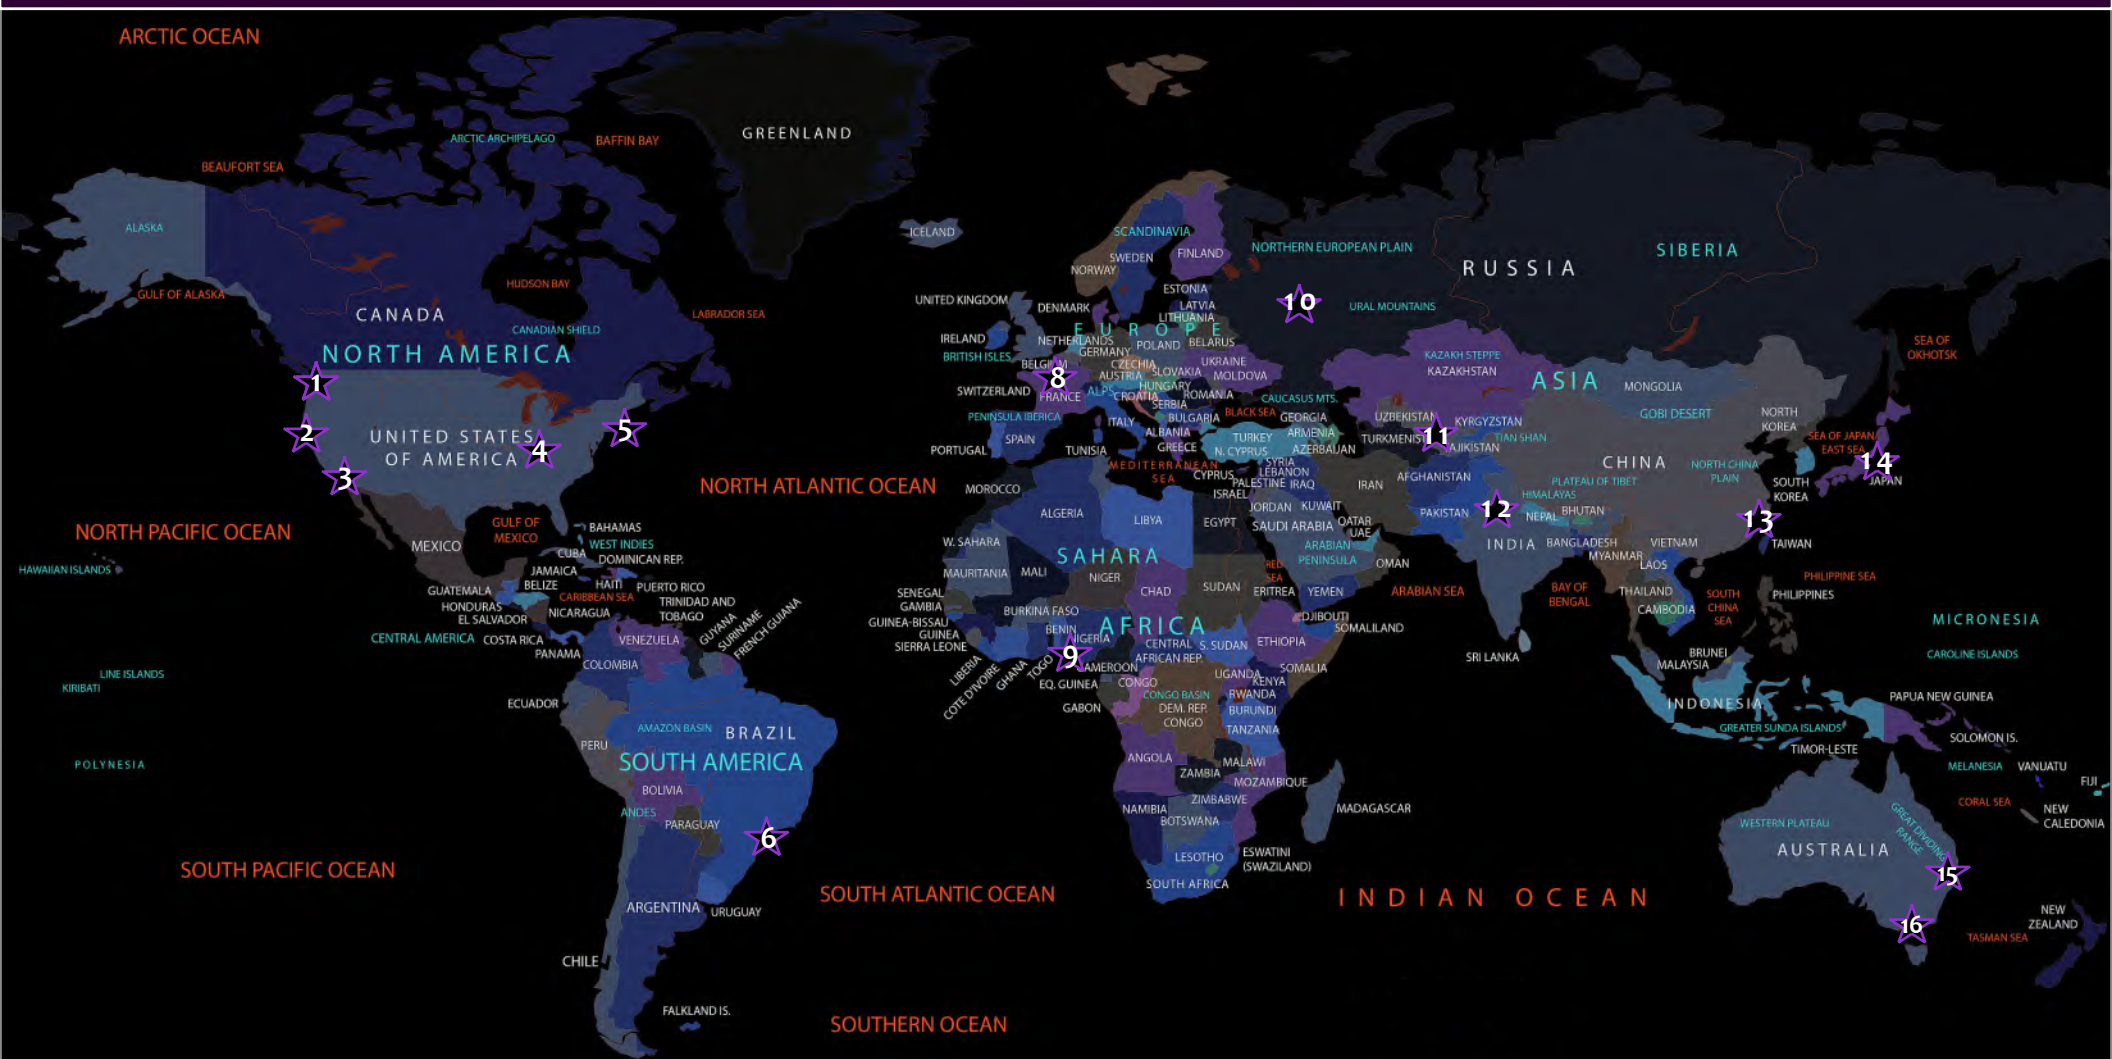 ARCTIC OCEAN
GREENLAND
ARCTIC ARCHIPELAGO
BAFFIN BAY
BEAUFORT SEA
ALASKA
ICELAND
SCANDINAVIA
NORTHERN EUROPEAN PLAIN
SIBERIA
FINLAND
SWEDEN
NORWAY
RUSSIA
HUDSON BAY
GULF OF ALASKA
ESTONIA
UNITED KINGDOM
DENMARK
LATVIA
10
URAL MOUNTAINS
CANADA
LABRADOR SEA
LITHUANIA
CANADIAN SHIELD
EUROPE
IRELAND
NETHERLANDS
POLAND
BELARUS
SEA OF
OKHOTSK
NORTH AMERICA
BRITISH ISLES
GERMANY
KAZAKH STEPPE
BELGIUM
CZECHIA
UKRAINE
KAZAKHSTAN
1
8
AUSTRIA
SLOVAKIA
MOLDOVA
ASIA
MONGOLIA
SWITZERLAND
FRANCE
ALPS
HUNGARY
CROATIA
ROMANIA
CAUCASUS MTS.
SERBIA
PENINSULA IBERICA
BULGARIA
BLACK SEA
GEORGIA
UZBEKISTAN
KYRGYZSTAN
GOBI DESERT
NORTH
KOREA
2
5
ITALY
ALBANIA
ARMENIA
11
TIAN SHAN
SEA OF JAPAN
EAST SEA
UNITED STATES
OF AMERICA
4
SPAIN
TURKEY
TURKMENIST
AJIKISTAN
PORTUGAL
TUNISIA
GREECE
N. CYPRUS
AZERBAIJAN
3
MEDITERRANEAN
SEA
SYRIA
CHINA
NORTH CHINA
PLAIN
14
JAPAN
CYPRUS
LEBANON
PALESTINE
IRAQ
IRAN
AFGHANISTAN
PLATEAU OF TIBET
SOUTH
KOREA
NORTH ATLANTIC OCEAN
MOROCCO
ISRAEL
HIMALAYAS
JORDAN
KUWAIT
PAKISTAN
12
NEPAL
BHUTAN
13
ALGERIA
LIBYA
EGYPT
SAUDI ARABIA
QATAR
UAE
NORTH PACIFIC OCEAN
GULF OF
MEXICO
BAHAMAS
MEXICO
WEST INDIES
W. SAHARA
ARABIAN
PENINSULA
INDIA
BANGLADESH
VIETNAM
TAIWAN
CUBA
DOMINICAN REP.
SAHARA
MYANMAR
LAOS
HAWAIIAN ISLANDS
JAMAICA
MAURITANIA
MALI
NIGER
RED
SEA
OMAN
PHILIPPINE SEA
GUATEMALA
BELIZE
HAITI
PUERTO RICO
SENEGAL
CHAD
SUDAN
ERITREA
YEMEN
ARABIAN SEA
BAY OF
BENGAL
THAILAND
SOUTH
CHINA
SEA
PHILIPPINES
HONDURAS
CARIBBEAN SEA
TRINIDAD AND
TOBAGO
GAMBIA
BURKINA FASO
CAMBODIA
EL SALVADOR
NICARAGUA
GUYANA
SURINAME
FRENCH GUIANA
GUINEA-BISSAU
DJIBOUTI
MICRONESIA
GUINEA
BENIN
AFRICA
SOMALILAND
CENTRAL AMERICA
COSTA RICA
VENEZUELA
SIERRA LEONE
NIGERIA
CENTRAL
AFRICAN REP.
S. SUDAN
ETHIOPIA
PANAMA
9
SRI LANKA
BRUNEI
CAROLINE ISLANDS
COLOMBIA
LIBERIA
COTE D'IVOIRE
GHANA
TOGO
AMEROON
SOMALIA
MALAYSIA
LINE ISLANDS
EQ. GUINEA
CONGO
UGANDA
KENYA
KIRIBATI
CONGO BASIN
RWANDA
PAPUA NEW GUINEA
ECUADOR
GABON
DEM. REP.
CONGO
BURUNDI
INDONESIA
AMAZON BASIN
BRAZIL
TANZANIA
GREATER SUNDA ISLANDS
PERU
SOLOMON IS.
TIMOR-LESTE
POLYNESIA
SOUTH AMERICA
ANGOLA
MALAWI
MELANESIA
VANUATU
ZAMBIA
MOZAMBIQUE
FIJI
BOLIVIA
ZIMBABWE
CORAL SEA
ANDES
NAMIBIA
MADAGASCAR
GREAT DIVIDING
RANGE
NEW
CALEDONIA
PARAGUAY
BOTSWANA
WESTERN PLATEAU
6
AUSTRALIA
LESOTHO
ESWATINI
(SWAZILAND)
SOUTH PACIFIC OCEAN
15
SOUTH AFRICA
SOUTH ATLANTIC OCEAN
INDIAN OCEAN
ARGENTINA
URUGUAY
NEW
ZEALAND
16
TASMAN SEA
CHILE
FALKLAND IS.
SOUTHERN OCEAN